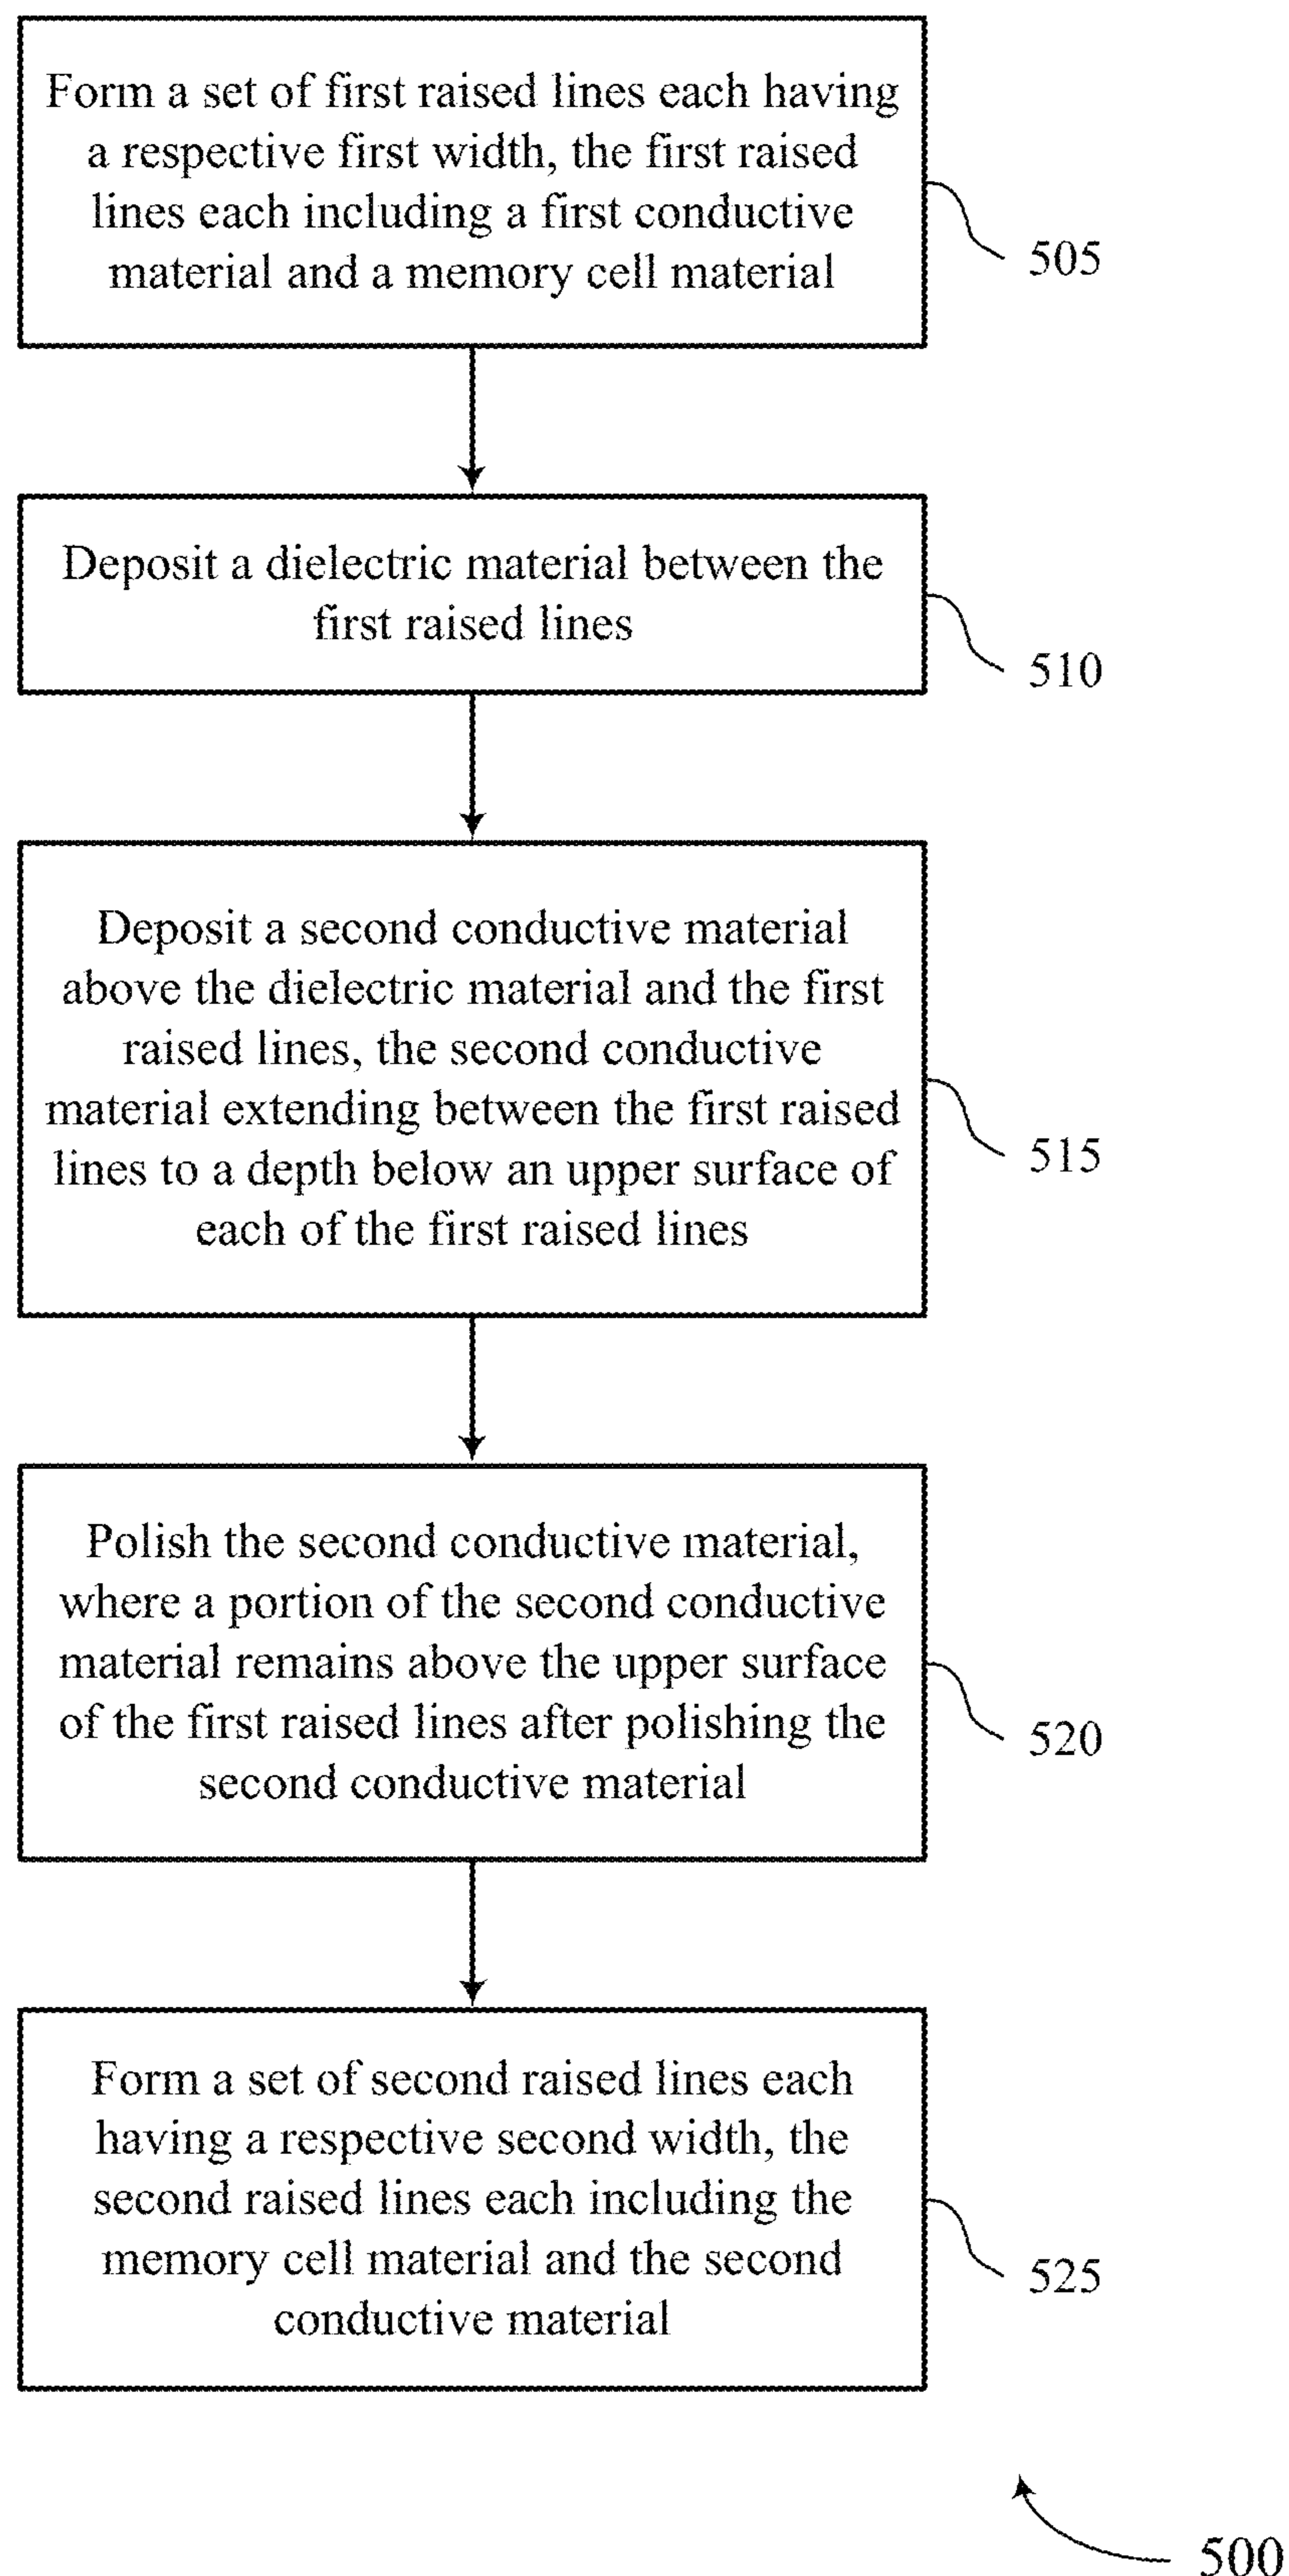 Form a set of first raised lines each having
a respective first width, the first raised
lines each including a first conductive
material and a memory cell material
505
Deposit a dielectric material between the
first raised lines
510
Deposit a second conductive material
above the dielectric material and the first
raised lines, the second conductive
material extending between the first raised
lines to a depth below an upper surface of
each of the first raised lines
515
Polish the second conductive material,
where a portion of the second conductive
material remains above the upper surface
of the first raised lines after polishing the
second conductive material
520
Form a set of second raised lines each
having a respective second width, the
second raised lines each including the
memory cell material and the second
conductive material
525
500